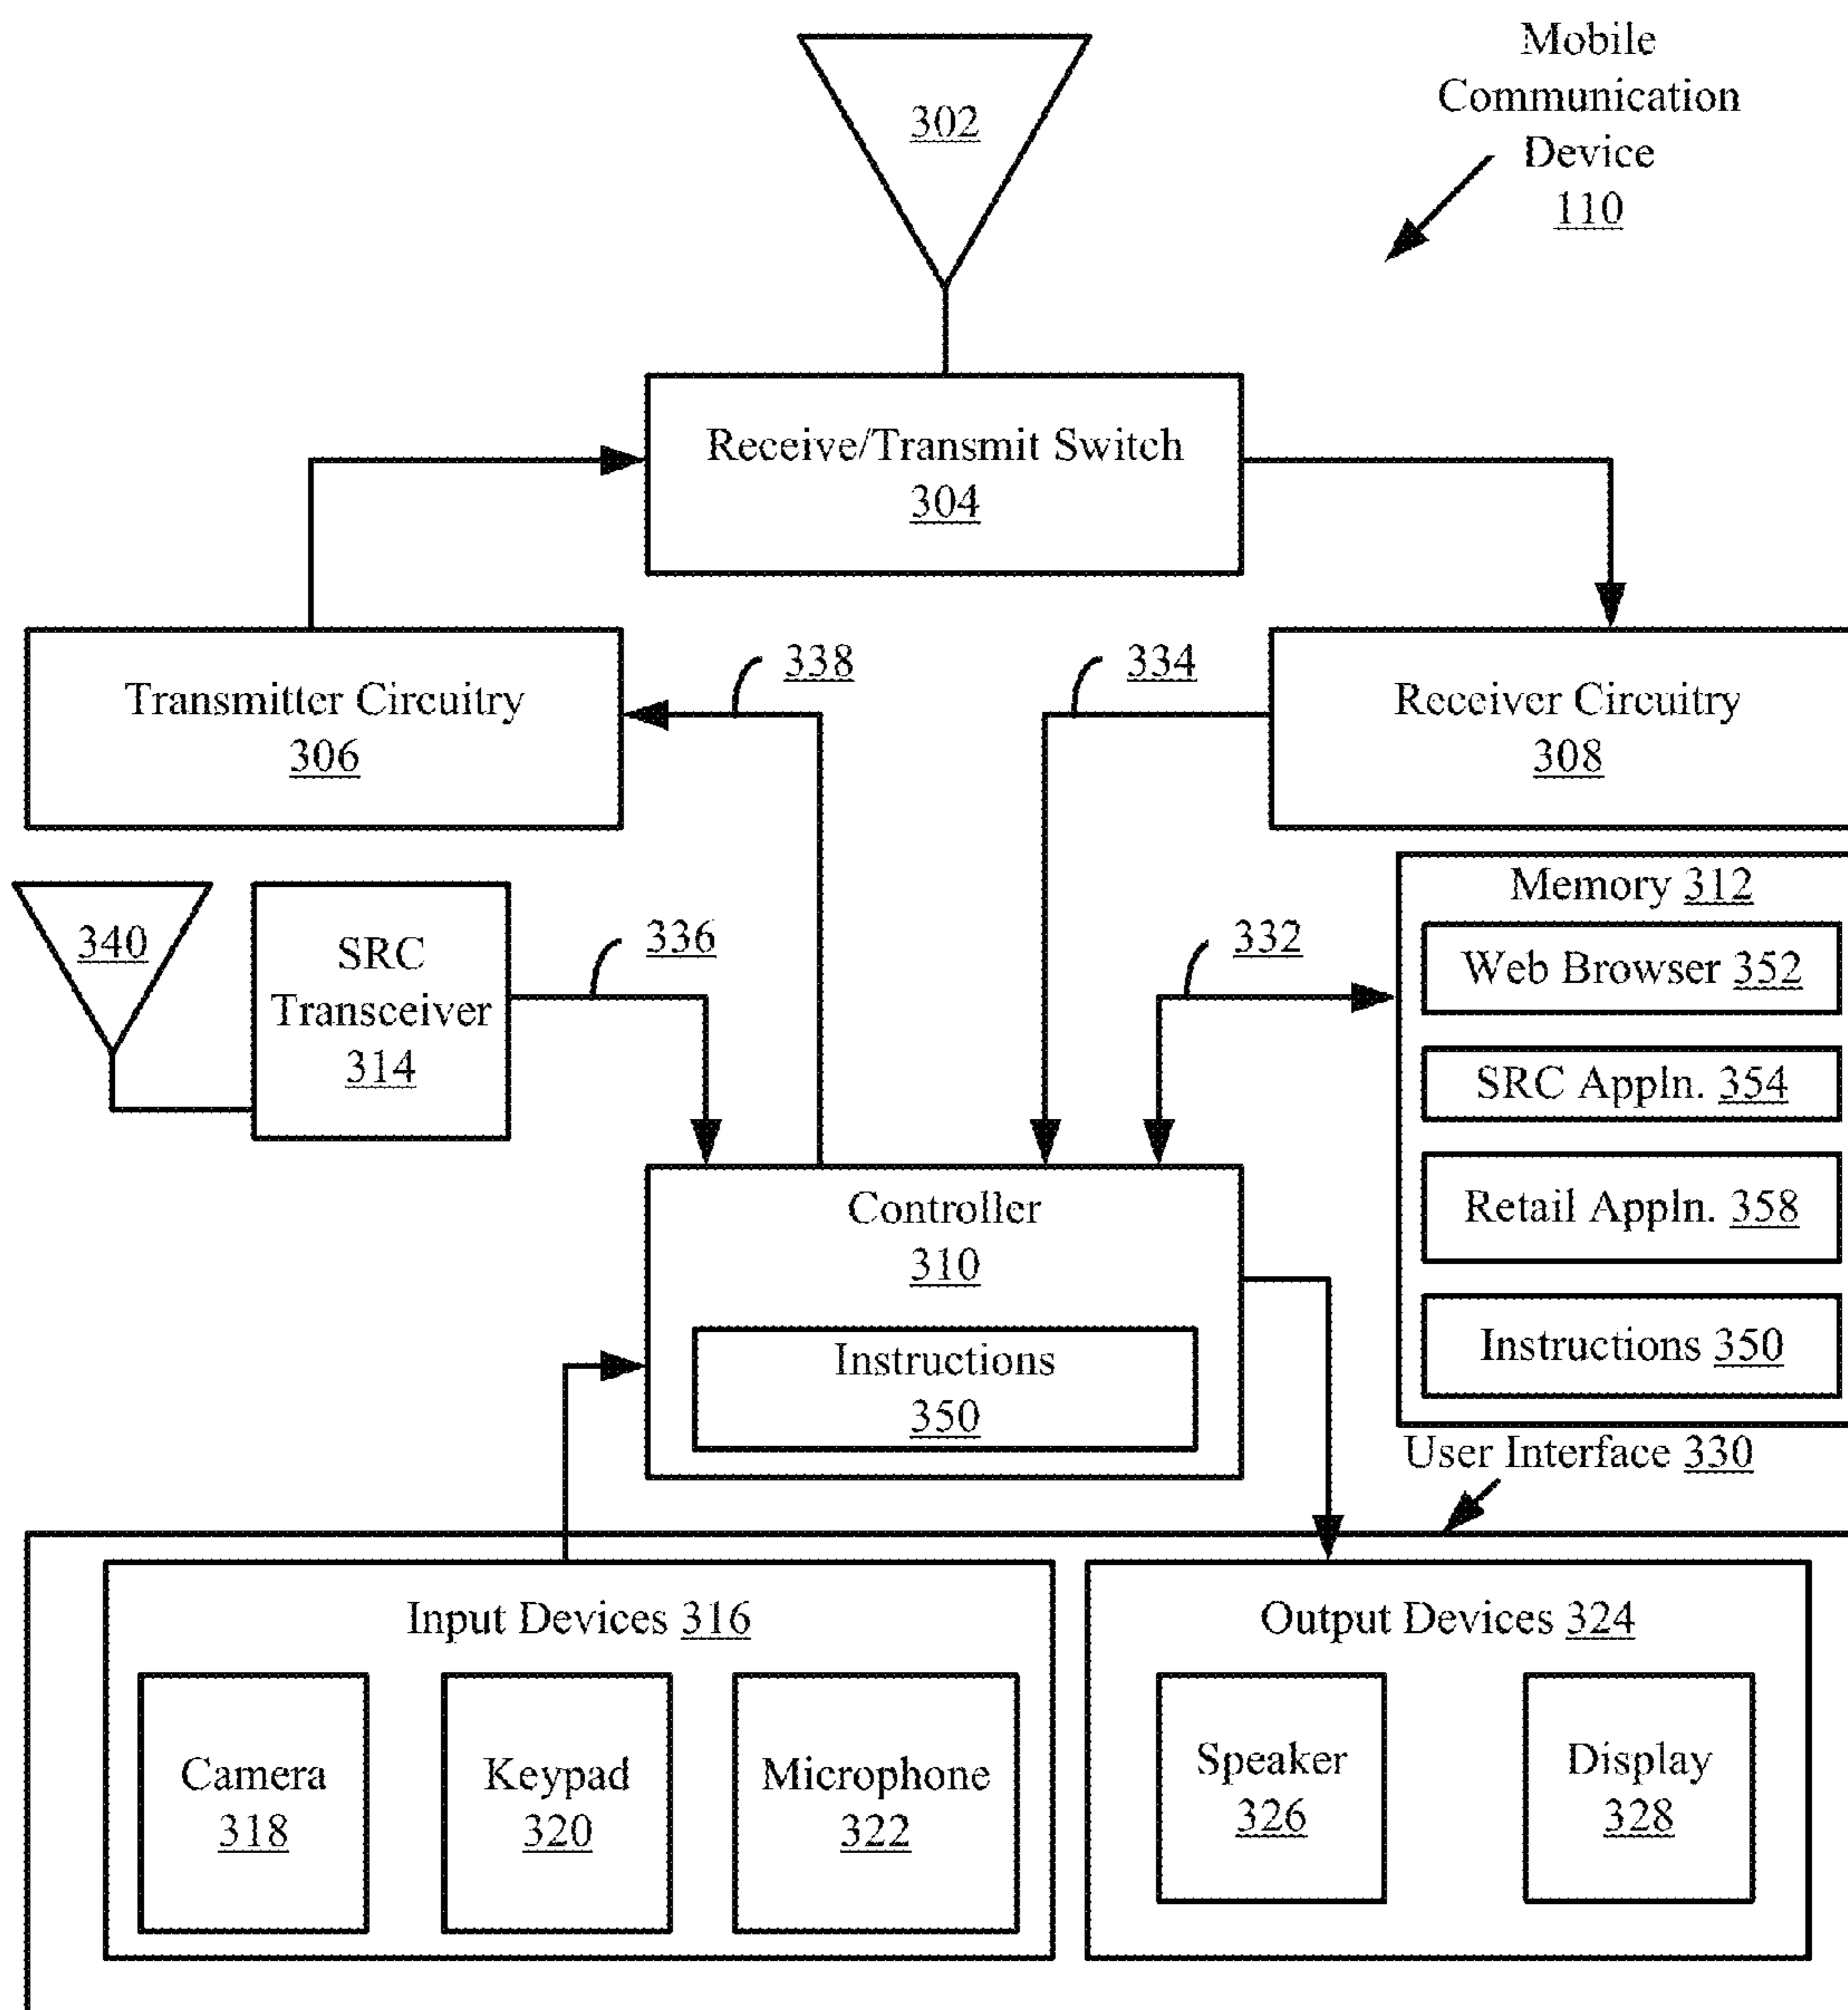 Mobile
Communication
Device
110
302
Receive/Transmit Switch
304
338
334
Transmitter Circuitry
306
Receiver Circuitry
308
340
SRC
Transceiver
314
336
332
Memory 312
Web Browser 352
SRC Appln. 354
Retail Appln. 358
Instructions 350
Controller
310
Instructions
350
User Interface 330
Input Devices 316
Camera
318
Keypad
320
Microphone
322
Output Devices 324
Speaker
326
Display
328